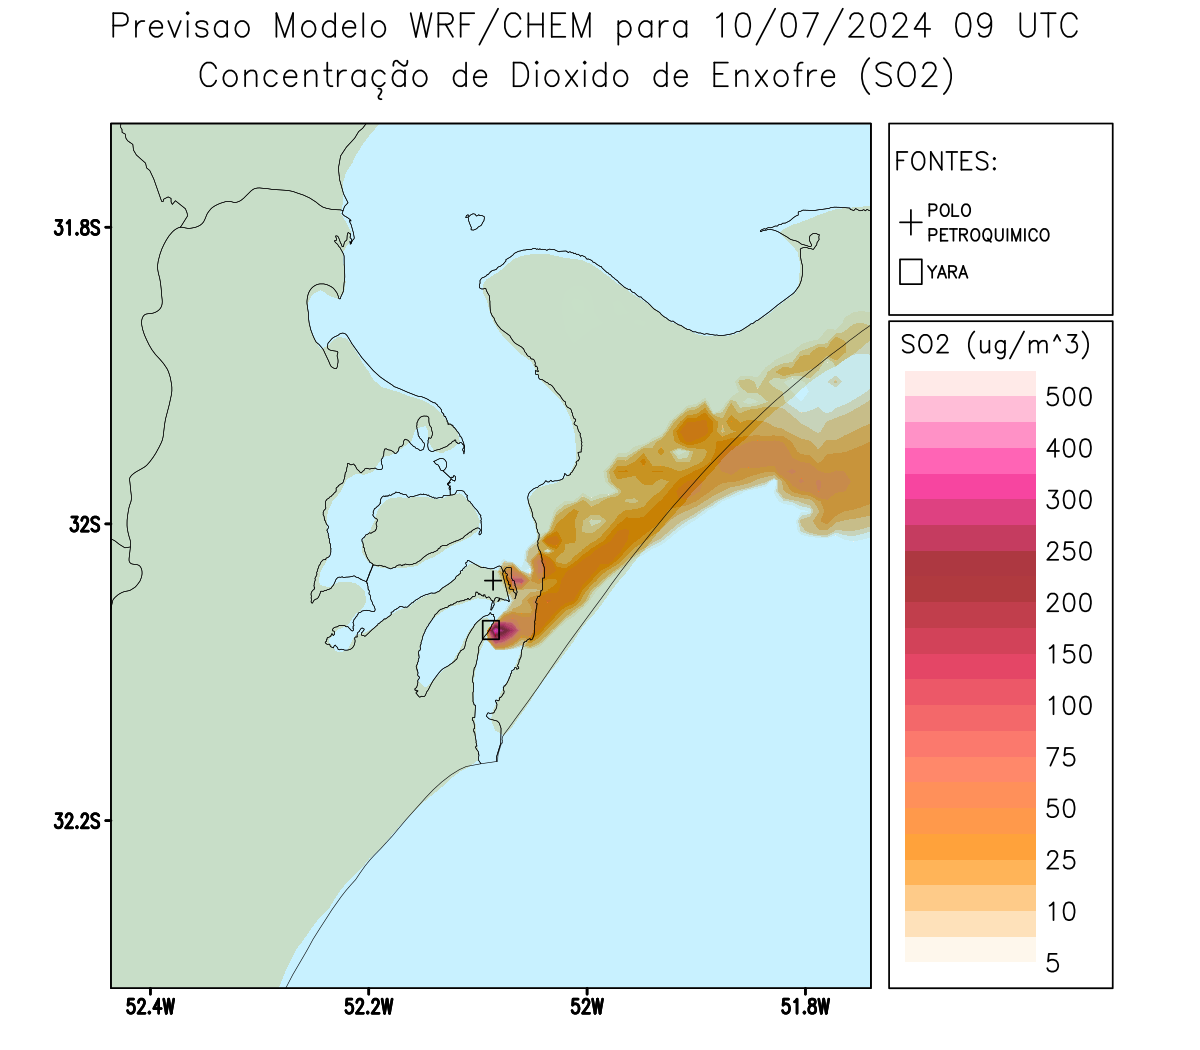 Previsao Modelo WRF/CHEM para 10/07/2024 09 UTC
Concentração de Dioxido de Enxofre (SO2)
FONTES:
POLO
PETROQUIMICO
YARA
SO2 (ug/m^3)
500
400
300
250
200
150
100
75
50
25
10
5
31.8S
32S
32.2S
52.4W
52.2W
52W
51.8W